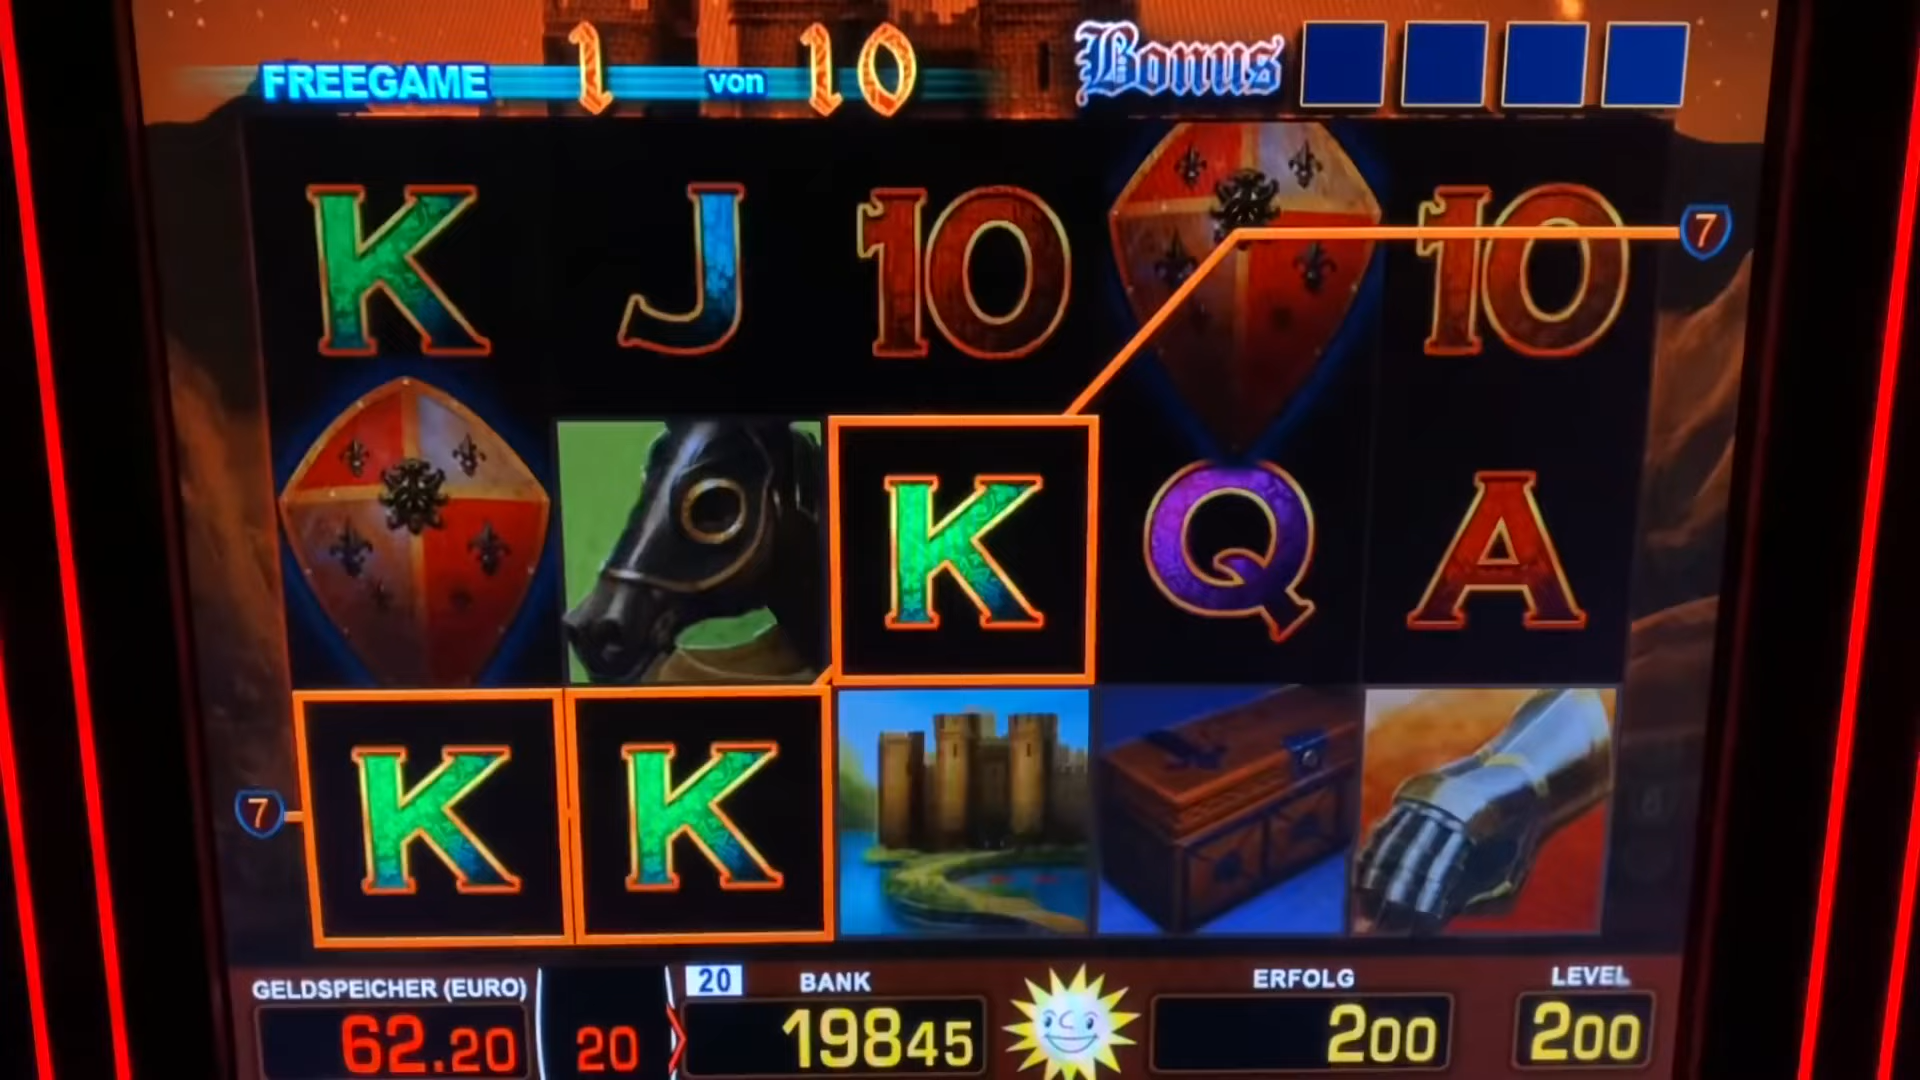 FREEGAME 1 von 10 Bonus
K J 10 10 7
K Q A
7 K K
GELDSPEICHER (EURO) 20 BANK ERFOLG LEVEL
62.20 20 19845 200 200